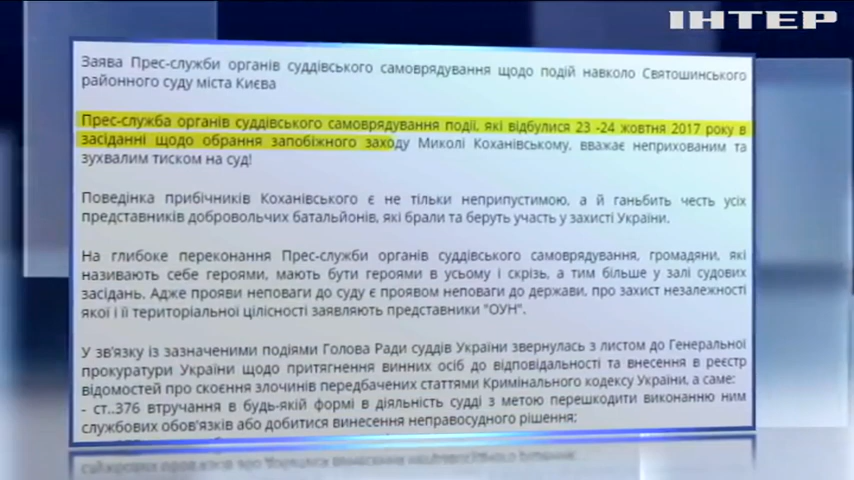 ІНТЕР
Заява Прес-служби органів суддівського самоврядування щодо подій навколо Святошинського
районного суду міста Києва
Прес-служба органів суддівського самоврядування події, які відбулися 23 -24 жовтня 2017 року в
засіданні щодо обрання запобіжного заходу Миколі Коханівському, вважає неприхованим та
зухвалим тиском на суд!
Поведінка прибічників Коханівського є не тільки неприпустимою, а й ганьбить честь усіх
представників добровольчих батальйонів, які брали та беруть участь у захисті України.
На глибоке переконання Прес-служби органів суддівського самоврядування, громадяни, які
називають себе героями, мають бути героями в усьому і скрізь, а тим більше у залі судових
засідань. Адже прояви неповаги до суду є проявом неповаги до держави, про захист незалежності
якої і її територіальної цілісності заявляють представники "ОУН".
У зв'язку із зазначеними подіями Голова Ради суддів України звернулась з листом до Генеральної
прокуратури України щодо притягнення винних осіб до відповідальності та внесення в реєстр
відомостей про скоєння злочинів передбачених статтями Кримінального кодексу України, а саме:
- ст..376 втручання в будь-якій формі в діяльність судді з метою перешкодити виконанню ним
службових обов'язків або добитися винесення неправосудного рішення;